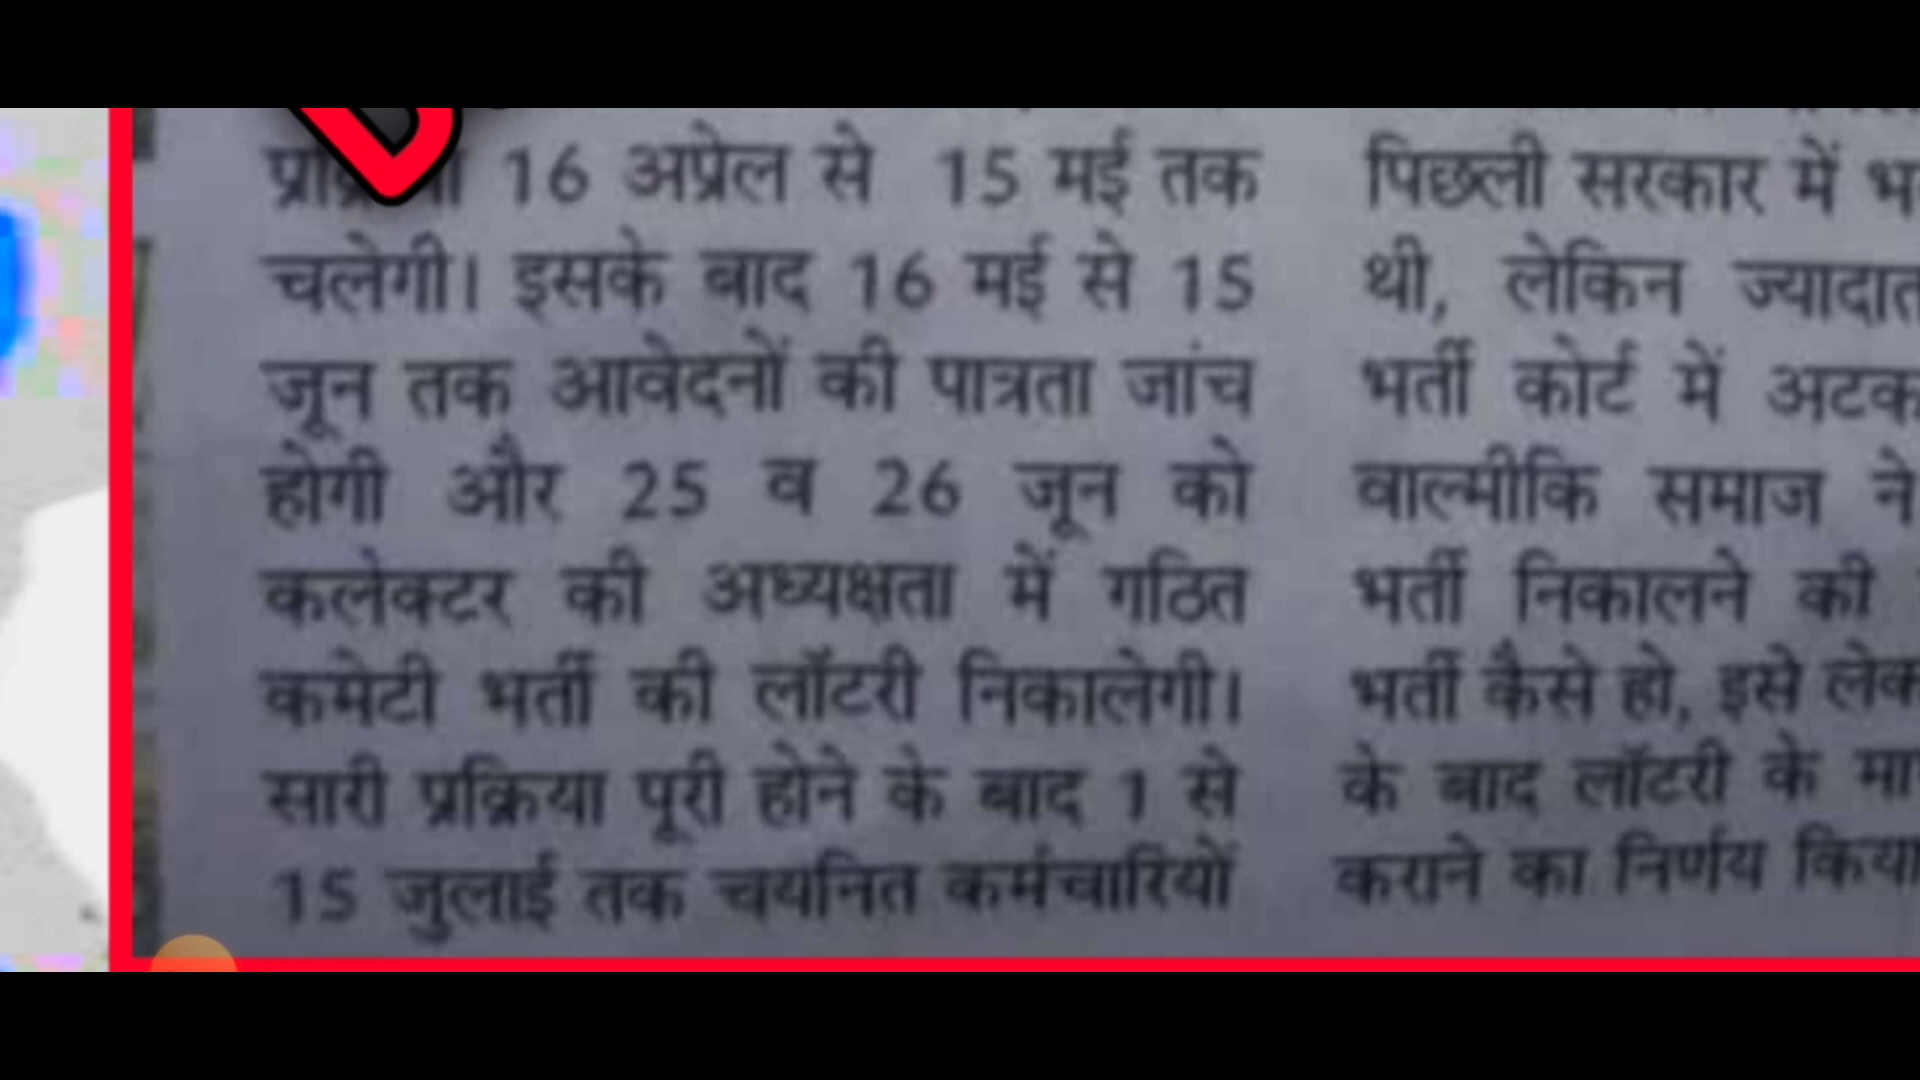 16 अप्रेल से 15 मई तक
चलेगी। इसके बाद 16 मई से 15
जून तक आवेदनों की पात्रता जांच
होगी और 25 व 26 जून को
कलेक्टर की अध्यक्षता में गठित
कमेटी भर्ती की लॉटरी निकालेगी।
सारी प्रक्रिया पूरी होने के बाद 1 से
15 जुलाई तक चयनित कर्मचारियों
पिछली सरकार में
थी, लेकिन
भर्ती कोर्ट में
वाल्मीकि समाज ने
भर्ती निकालने की
भर्ती कैसे हो, इसे
के बाद लॉटरी के
कराने का निर्णय किया